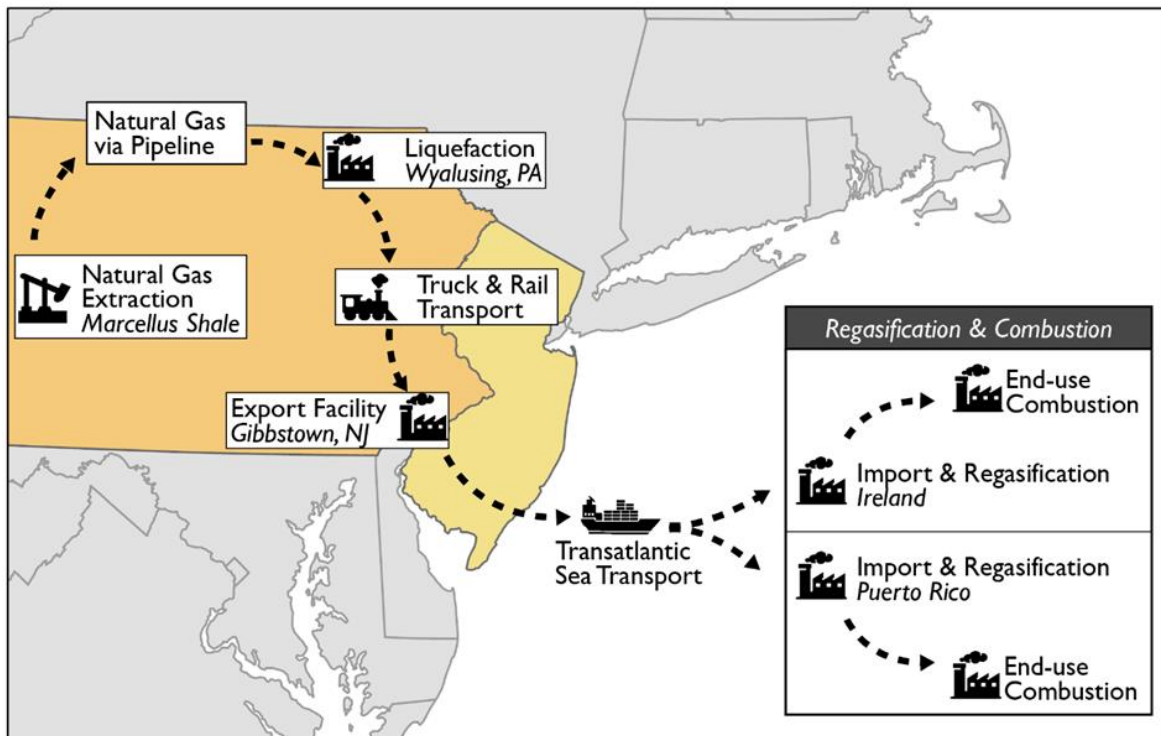 Natural Gas
via Pipeline
Liquefaction
Wyalusing, PA
Natural Gas
Extraction
Marcellus Shale
Truck & Rail
Transport
Export Facility
Gibbstown, NJ
Transatlantic
Sea Transport
Regasification & Combustion
End-use
Combustion
Import & Regasification
Ireland
Import & Regasification
Puerto Rico
End-use
Combustion